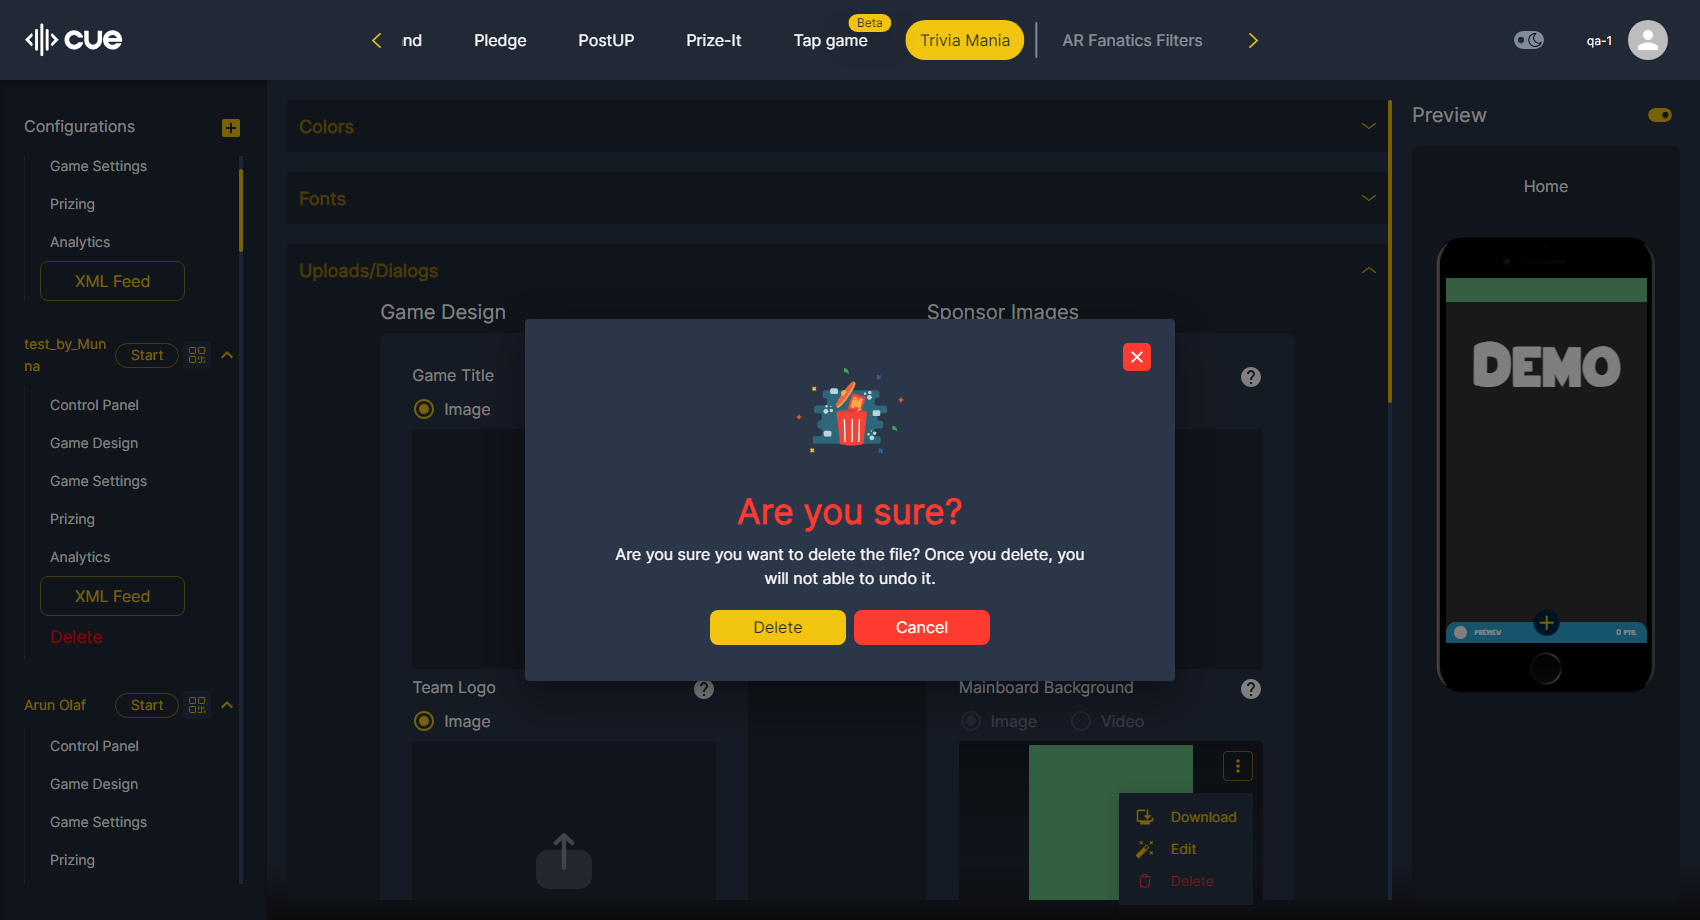 cue
nd
Pledge
PostUP
Prize-It
Tap game
Beta
Trivia Mania
AR Fanatics Filters
qa-1
Configurations
Game Settings
Prizing
Analytics
XML Feed
test_by_Mun
na
Start
Control Panel
Game Design
Game Settings
Prizing
Analytics
XML Feed
Delete
Arun Olaf
Start
Control Panel
Game Design
Game Settings
Prizing
Colors
Fonts
Uploads/Dialogs
Game Design
Sponsor Images
Game Title
Image
Are you sure?
Are you sure you want to delete the file? Once you delete, you
will not able to undo it.
Delete
Cancel
Team Logo
Image
Mainboard Background
Image
Video
Download
Edit
Delete
Preview
Home
DEMO
PREVIEW
0 PTS.